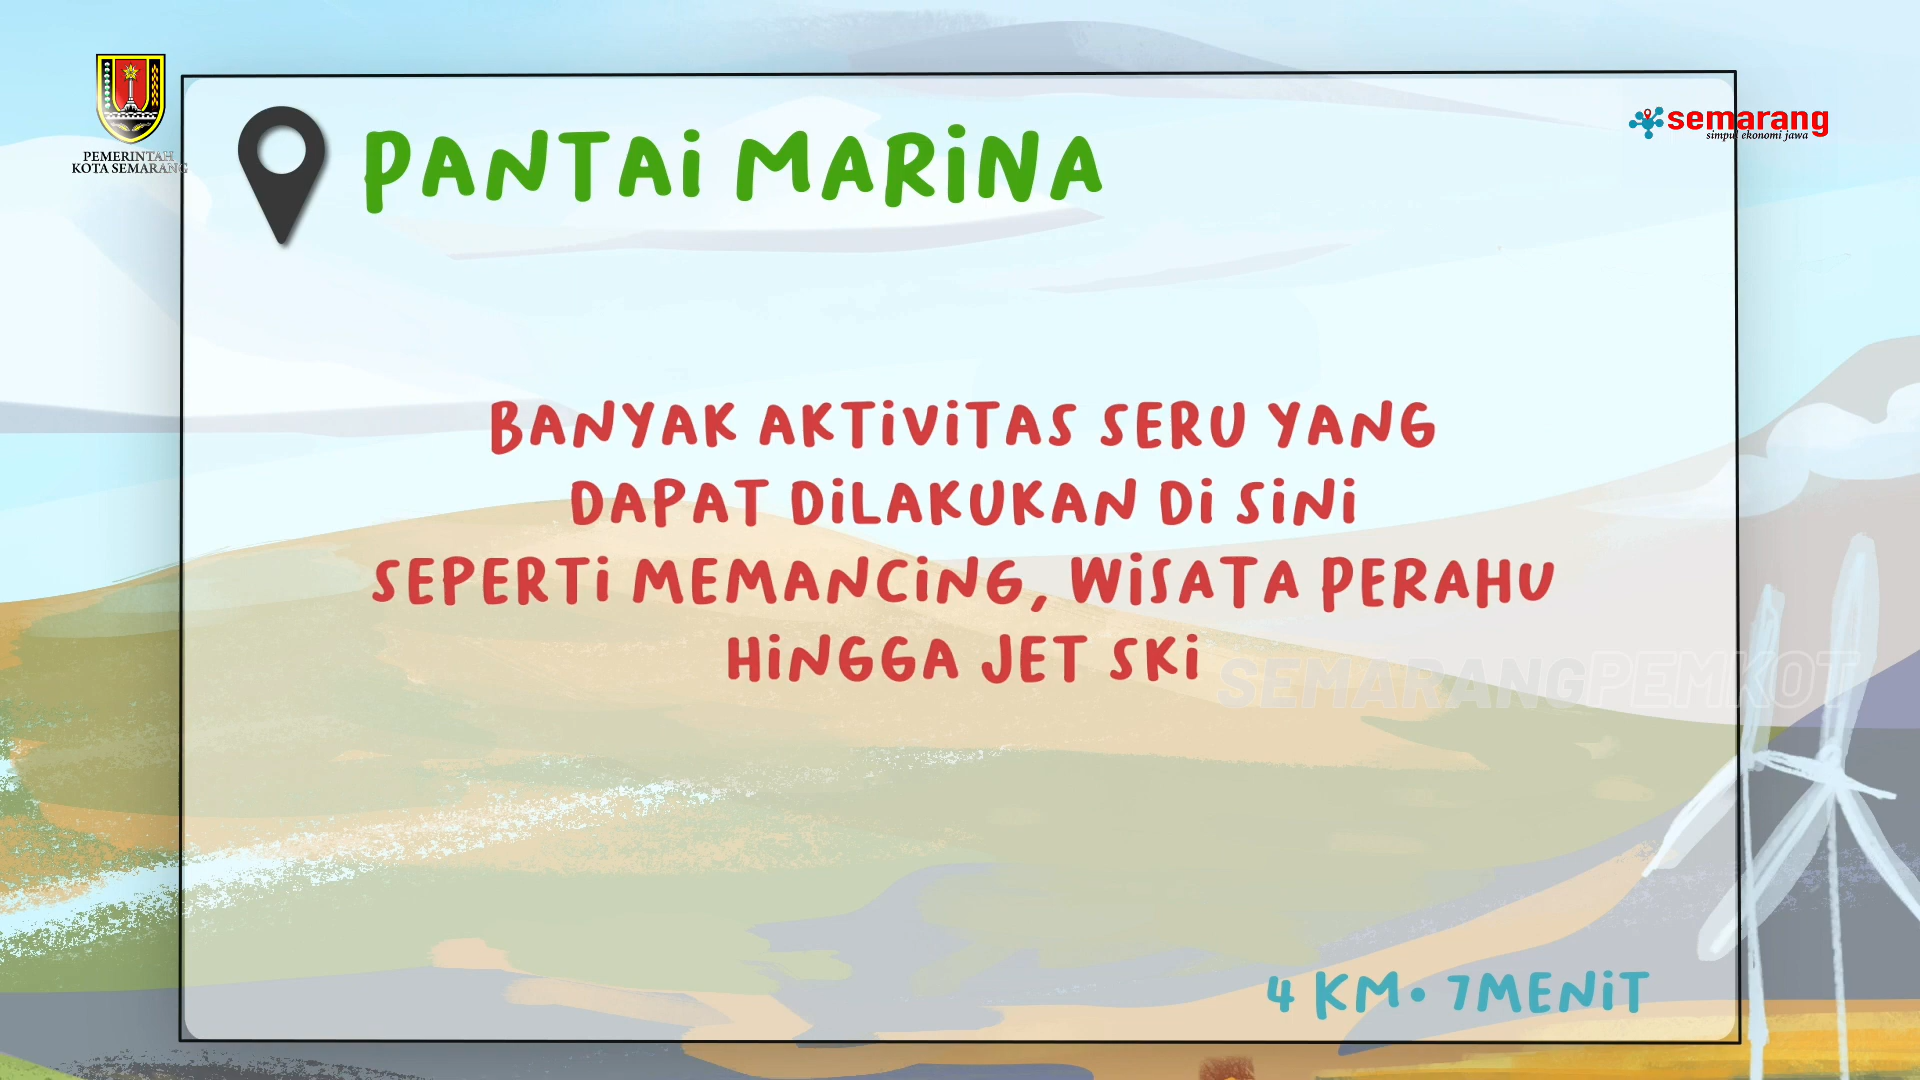 PEMERINTAH
KOTA SEMARANG
semarang
simpul ekonomi jawa
PANTAI MARINA
BANYAK AKTIVITAS SERU YANG
DAPAT DILAKUKAN DI SINI
SEPERTI MEMANCING, WISATA PERAHU
HINGGA JET SKI
SEMARANGPEMKOT
4 KM• 7MENIT